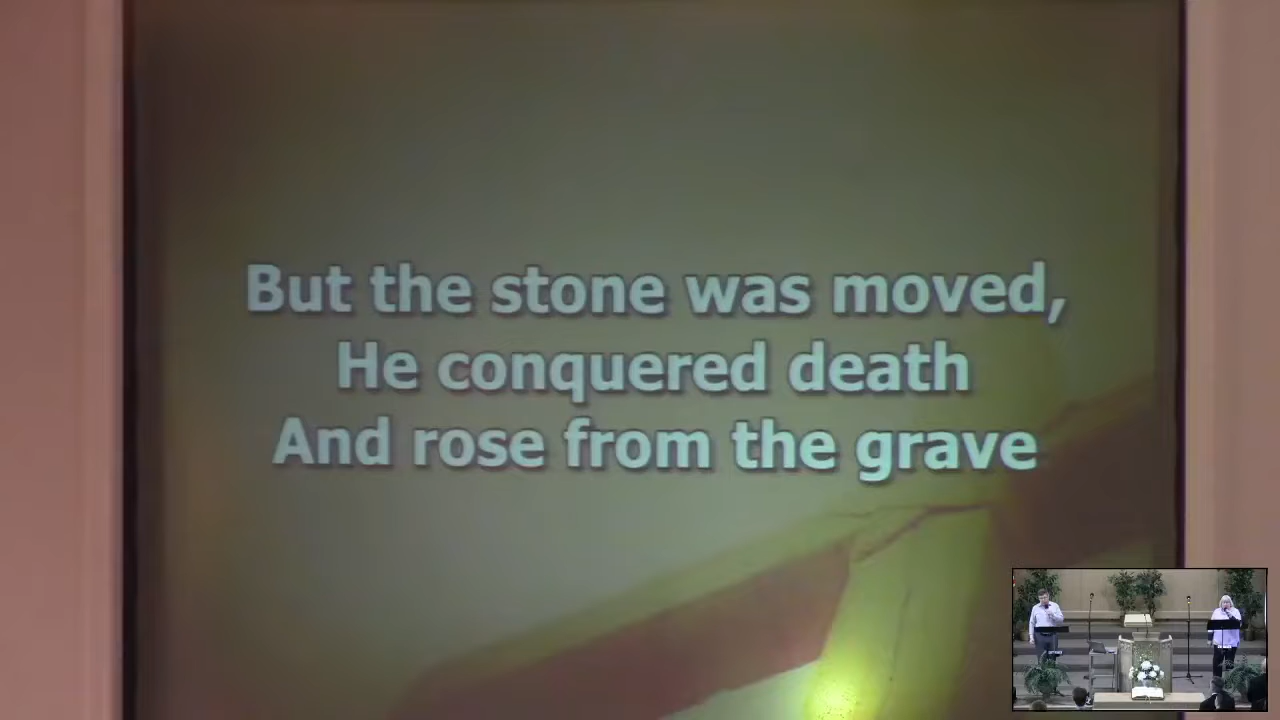 But the stone was moved,
He conquered death
And rose from the grave